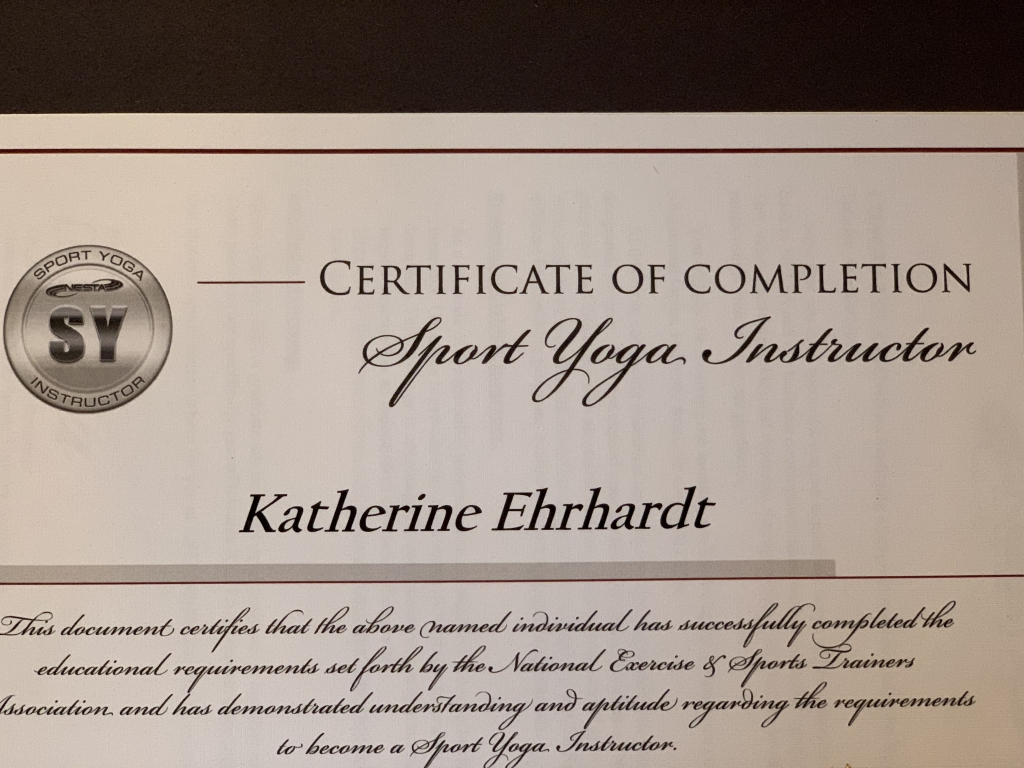 SPORT YOGA
NESTA
SY
INSTRUCTOR
CERTIFICATE OF COMPLETION
Sport Yoga Instructor
Katherine Ehrhardt
This document certifies that the above named individual has successfully completed the
educational requirements set forth by the National Exercise & Sports Trainers
Association and has demonstrated understanding and aptitude regarding the requirements
to become a Sport Yoga Instructor.